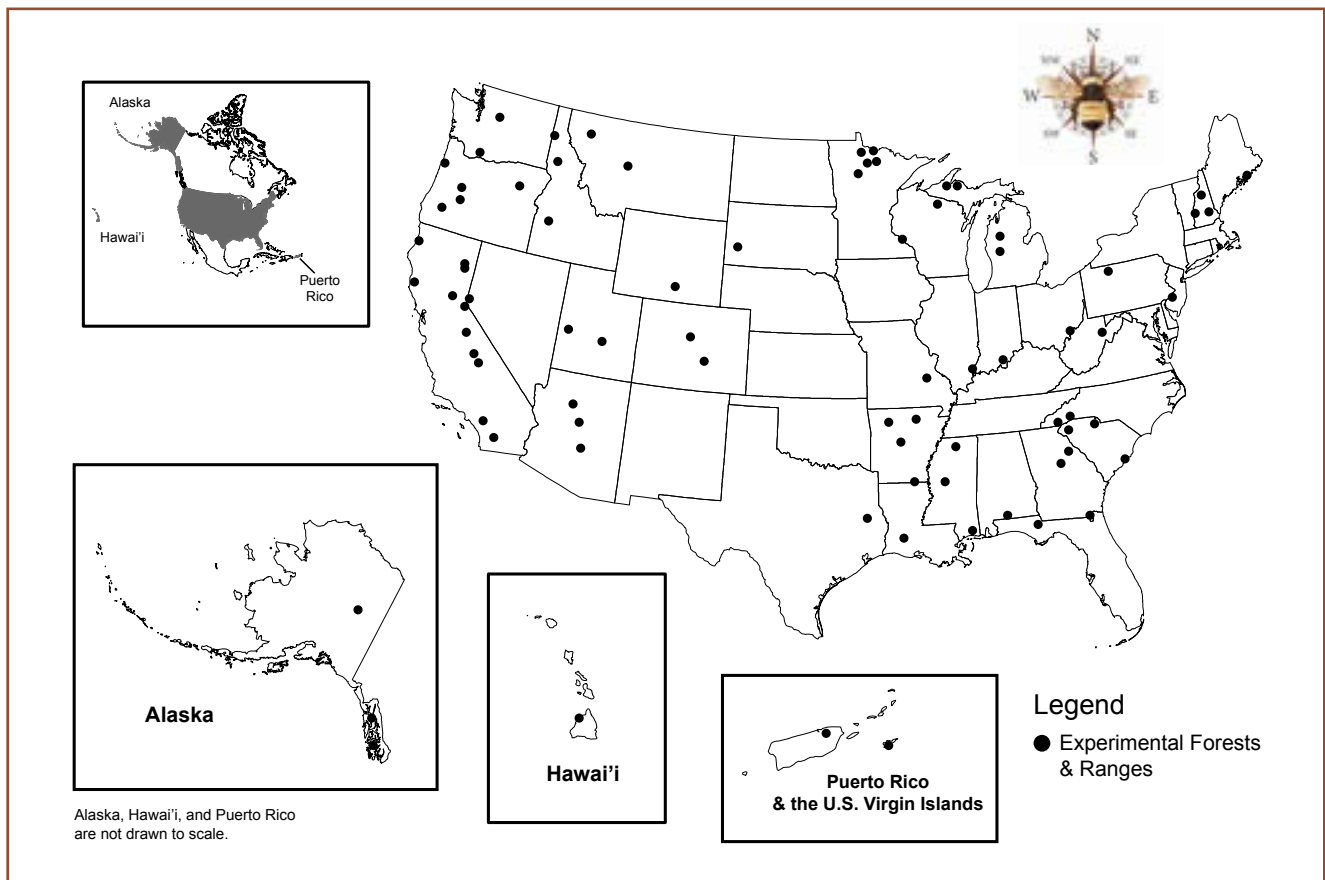 N
W
E
S
Alaska
Hawai'i
Puerto
Rico
Alaska
Hawai'i
Puerto Rico
& the U.S. Virgin Islands
Legend
Experimental Forests
& Ranges
Alaska, Hawai'i, and Puerto Rico
are not drawn to scale.